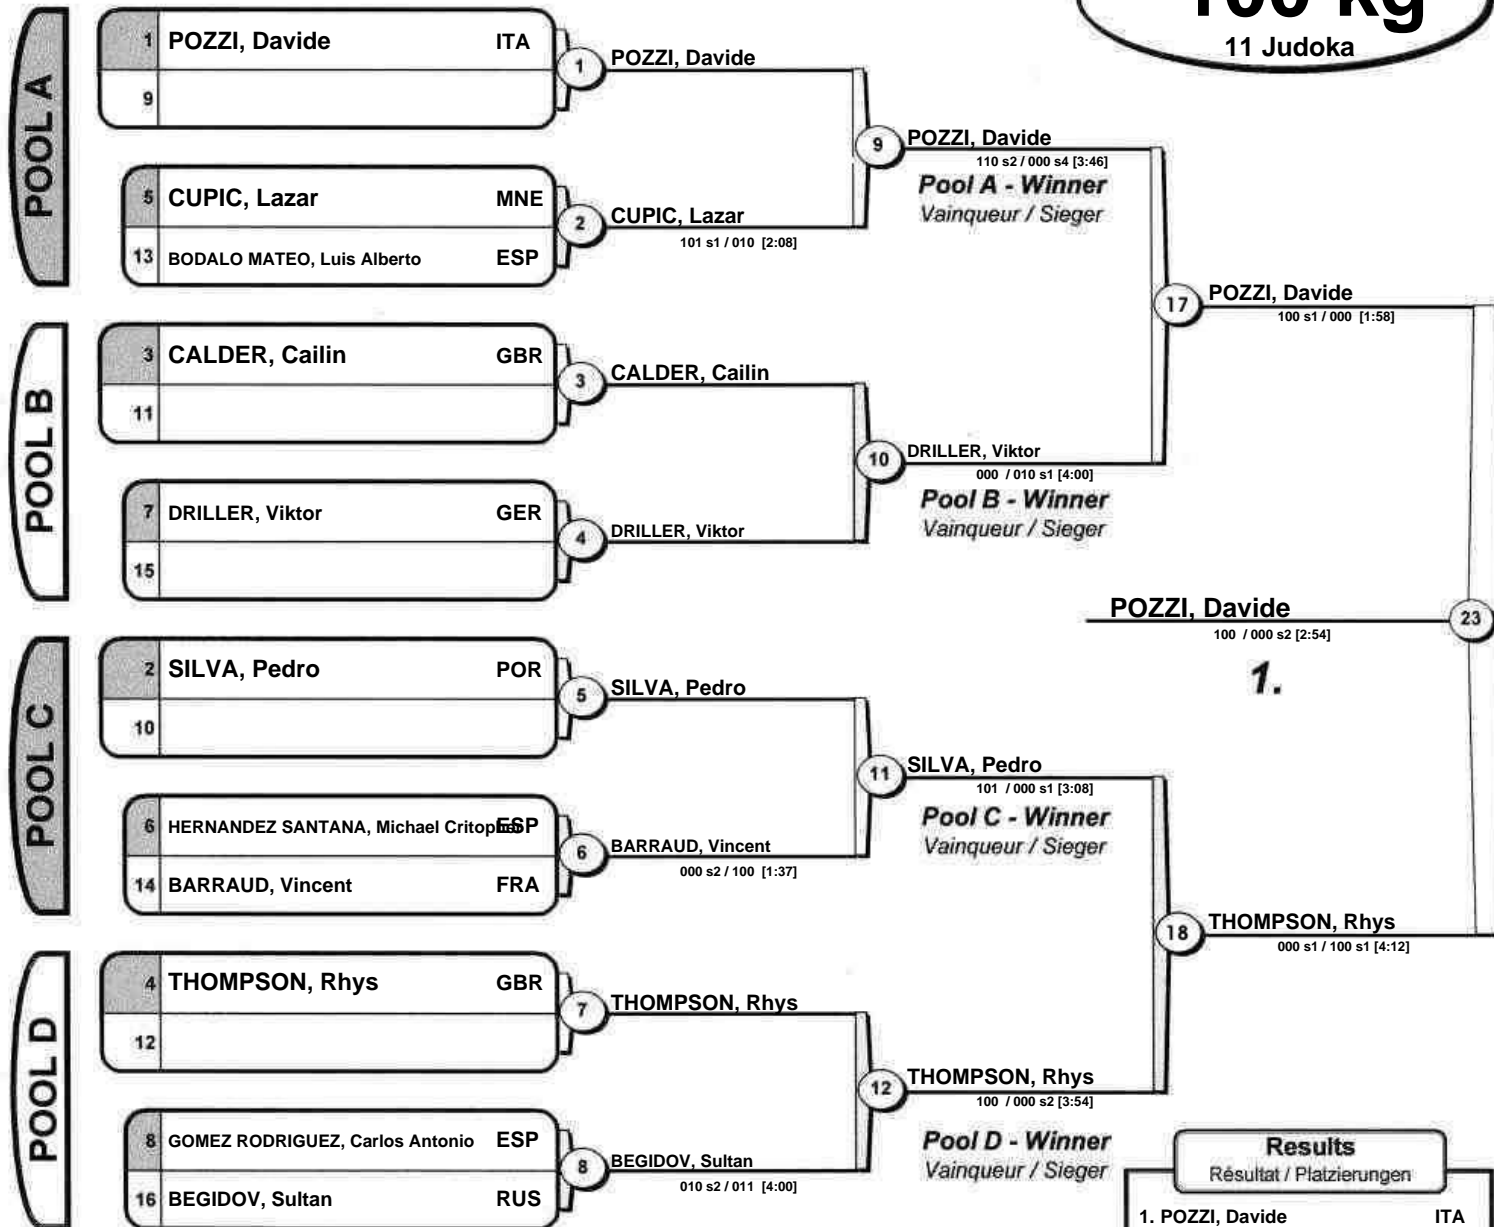 100 kg
11 Judoka
POOL A
1 POZZI, Davide ITA
9
5 CUPIC, Lazar MNE
13 BODALO MATEO, Luis Alberto ESP
1 POZZI, Davide
2 CUPIC, Lazar
101 s1 / 010 [2:08]
9 POZZI, Davide
110 s2 / 000 s4 [3:46]
Pool A - Winner
Vainqueur / Sieger
POOL B
3 CALDER, Cailin GBR
11
7 DRILLER, Viktor GER
15
3 CALDER, Cailin
4 DRILLER, Viktor
10 DRILLER, Viktor
000 / 010 s1 [4:00]
Pool B - Winner
Vainqueur / Sieger
17 POZZI, Davide
100 s1 / 000 [1:58]
POZZI, Davide 23
100 / 000 s2 [2:54]
1.
POOL C
2 SILVA, Pedro POR
10
6 HERNANDEZ SANTANA, Michael ESP
14 BARRAUD, Vincent FRA
5 SILVA, Pedro
6 BARRAUD, Vincent
000 s2 / 100 [1:37]
11 SILVA, Pedro
101 / 000 s1 [3:08]
Pool C - Winner
Vainqueur / Sieger
18 THOMPSON, Rhys
000 s1 / 100 s1 [4:12]
POOL D
4 THOMPSON, Rhys GBR
12
8 GOMEZ RODRIGUEZ, Carlos Antonio ESP
16 BEGIDOV, Sultan RUS
7 THOMPSON, Rhys
8 BEGIDOV, Sultan
010 s2 / 011 [4:00]
12 THOMPSON, Rhys
100 / 000 s2 [3:54]
Pool D - Winner
Vainqueur / Sieger
Results
Résultat / Platzierungen
1. POZZI, Davide ITA